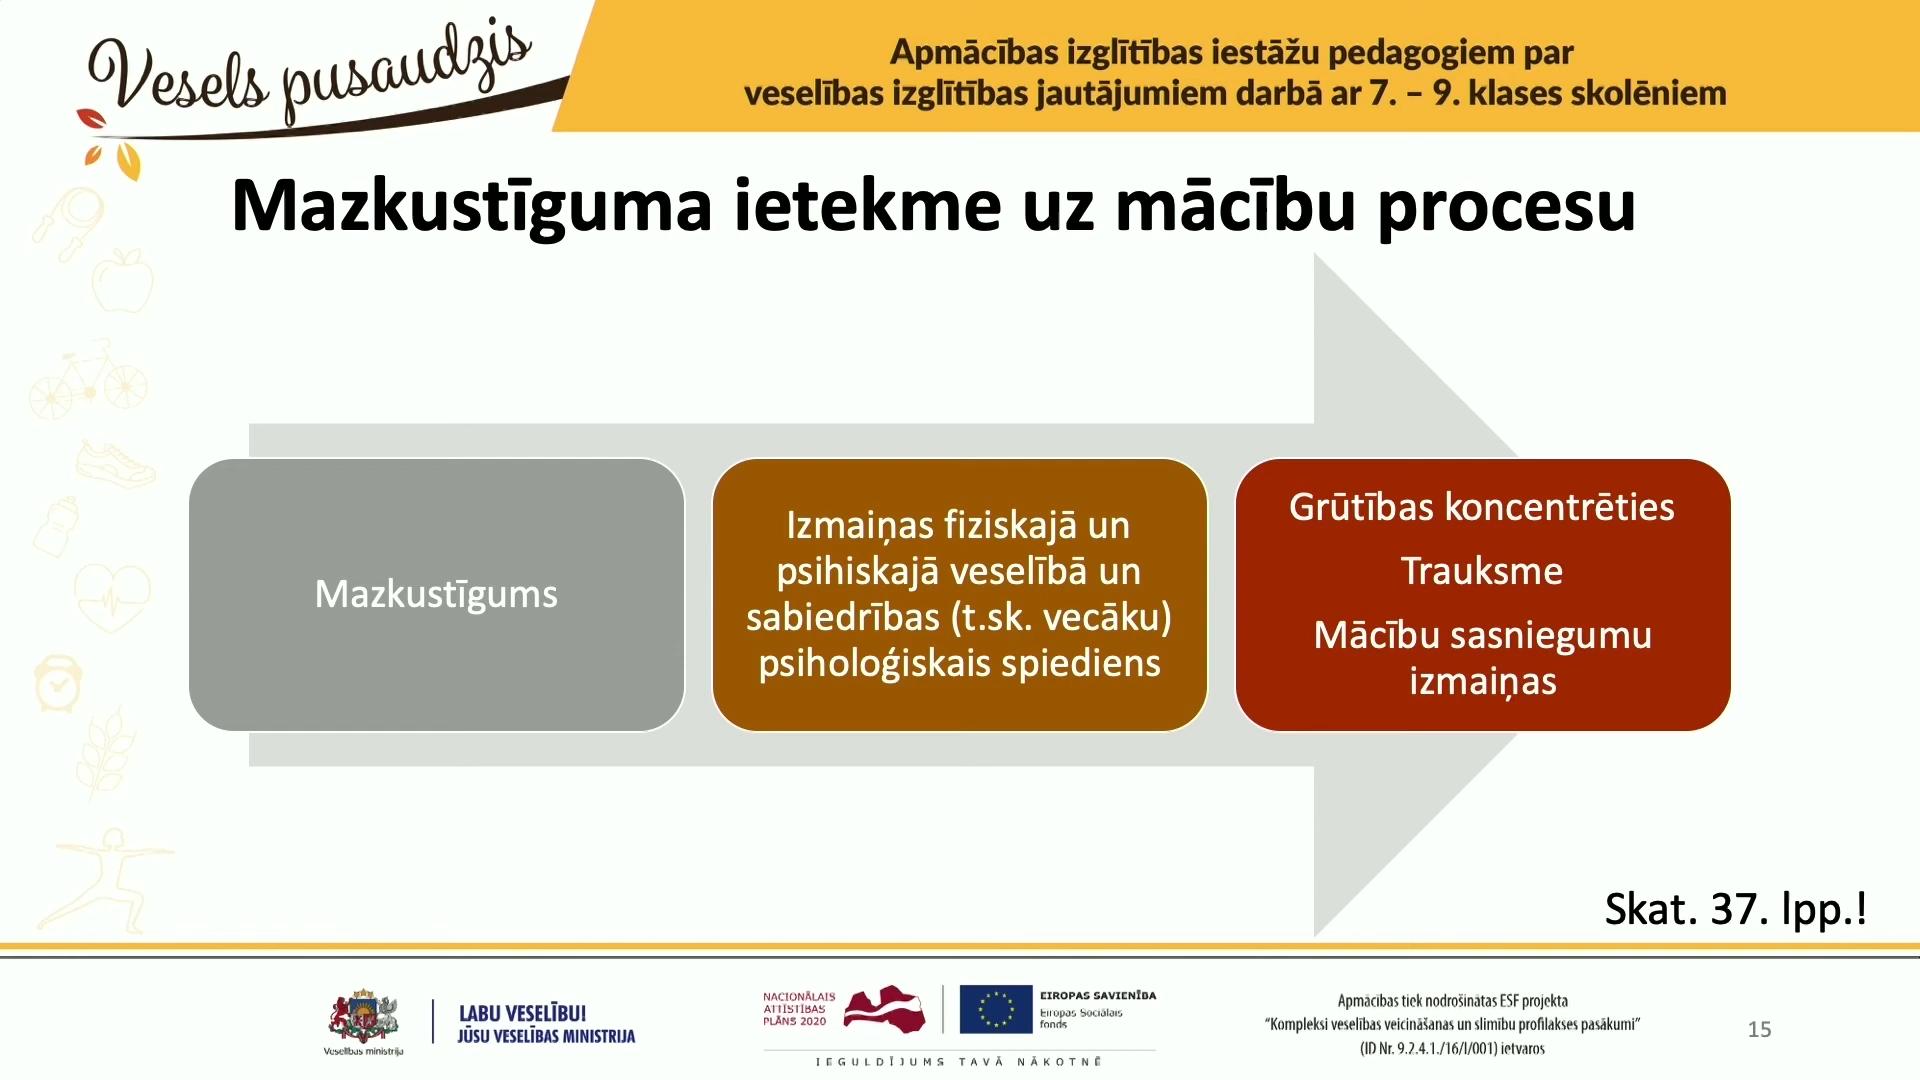 Vesels pusaudzis
Apmācības izglītības iestāžu pedagogiem par
veselības izglītības jautājumiem darbā ar 7. – 9. klases skolēniem
Mazkustīguma ietekme uz mācību procesu
Mazkustīgums
Izmaiņas fiziskajā un
psihiskajā veselībā un
sabiedrības (t.sk. vecāku)
psiholoģiskais spiediens
Grūtības koncentrēties
Trauksme
Mācību sasniegumu
izmaiņas
Skat. 37. lpp.!
Veselības ministrija
LABU VESELĪBU!
JŪSU VESELĪBAS MINISTRIJA
NACIONĀLAIS
ATTĪSTĪBAS
PLĀNS 2020
EIROPAS SAVIENĪBA
Eiropas Sociālais
fonds
IEGULDĪJUMS TAVĀ NĀKOTNĒ
Apmācības tiek nodrošinātas ESF projekta
“Kompleksi veselības veicināšanas un slimību profilakses pasākumi”
(ID Nr. 9.2.4.1./16/I/001) ietvaros
15